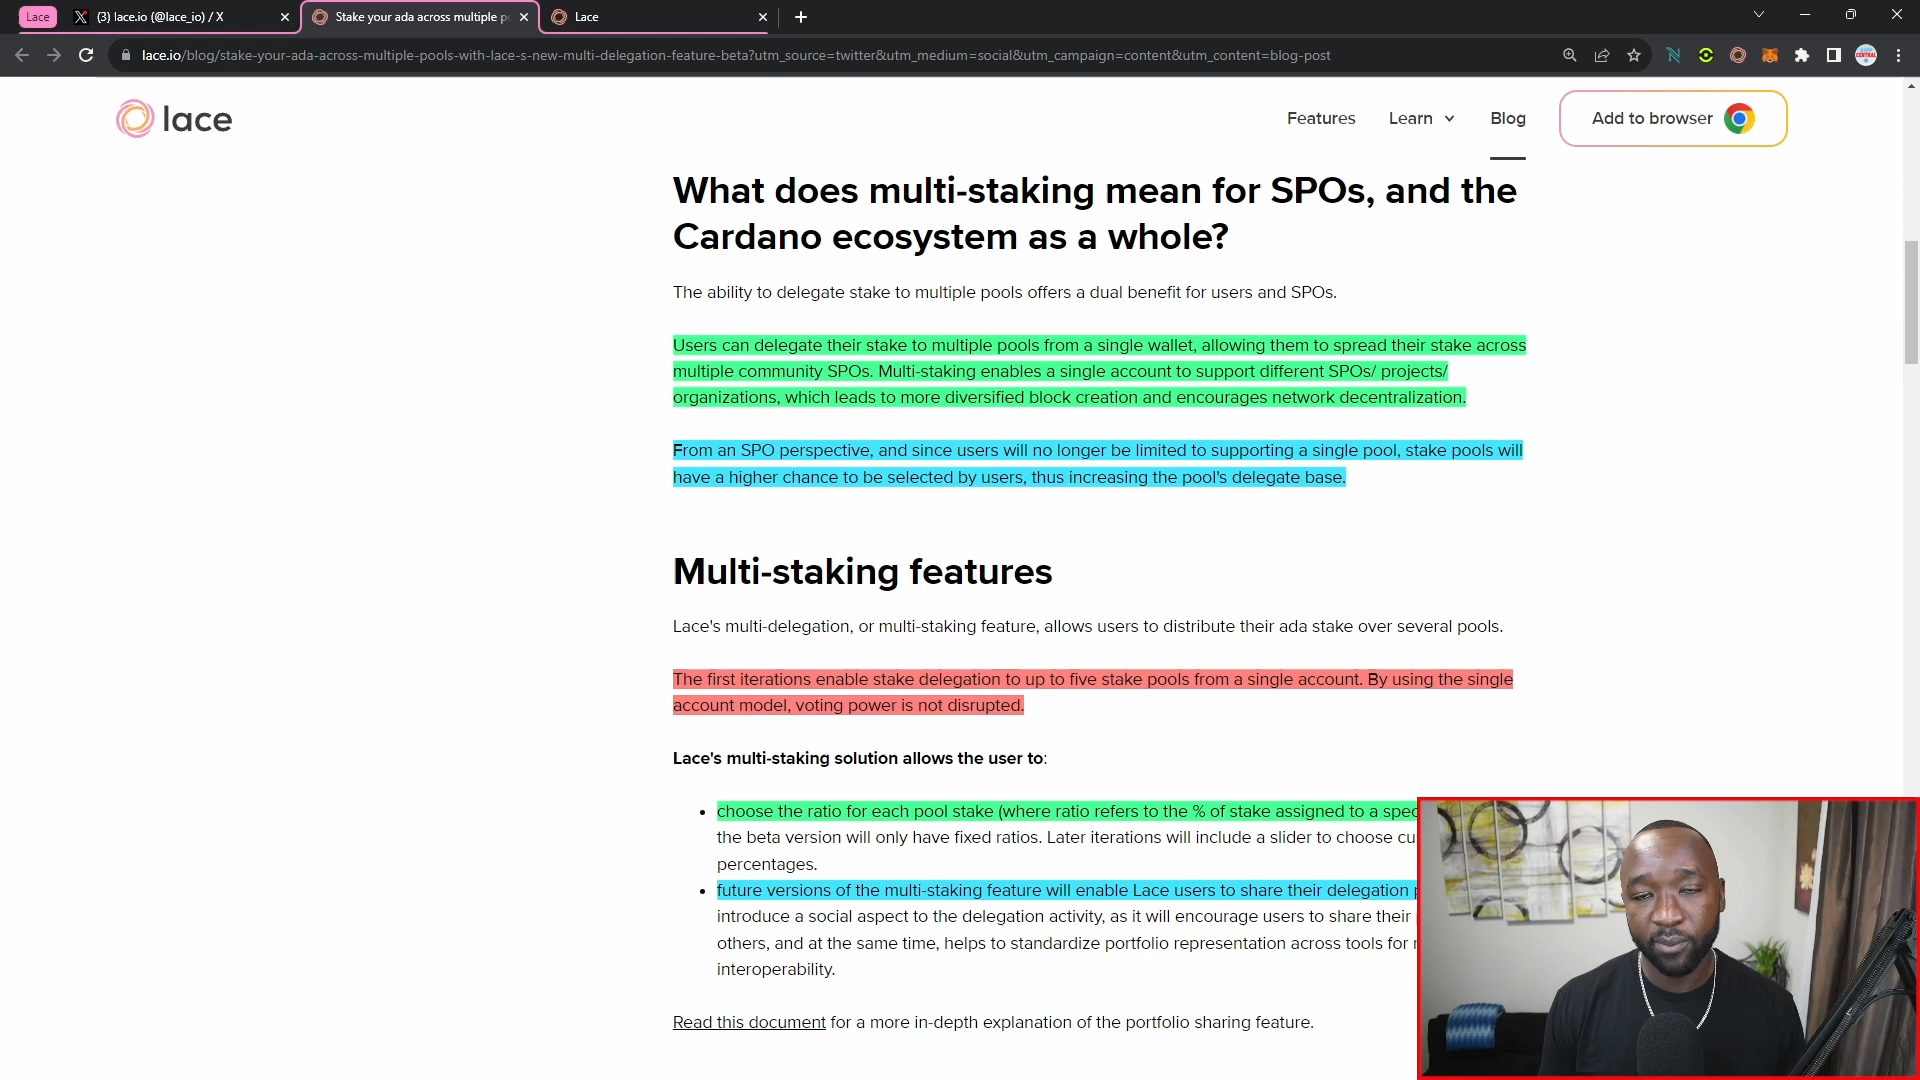 Lace
(3) lace.io (@lace_io) / X
Stake your ada across multiple p
Lace
lace.io/blog/stake-your-ada-across-multiple-pools-with-lace-s-new-multi-delegation-feature-beta?utm_source=twitter&utm_medium=social&utm_campaign=content&utm_content=blog-post
lace
Features
Learn
Blog
Add to browser
What does multi-staking mean for SPOs, and the
Cardano ecosystem as a whole?
The ability to delegate stake to multiple pools offers a dual benefit for users and SPOs.
Users can delegate their stake to multiple pools from a single wallet, allowing them to spread their stake across
multiple community SPOs. Multi-staking enables a single account to support different SPOs/ projects/
organizations, which leads to more diversified block creation and encourages network decentralization.
From an SPO perspective, and since users will no longer be limited to supporting a single pool, stake pools will
have a higher chance to be selected by users, thus increasing the pool's delegate base.
Multi-staking features
Lace's multi-delegation, or multi-staking feature, allows users to distribute their ada stake over several pools.
The first iterations enable stake delegation to up to five stake pools from a single account. By using the single
account model, voting power is not disrupted.
Lace's multi-staking solution allows the user to:
• choose the ratio for each pool stake (where ratio refers to the % of stake assigned to a spec
the beta version will only have fixed ratios. Later iterations will include a slider to choose cu
percentages.
• future versions of the multi-staking feature will enable Lace users to share their delegation
introduce a social aspect to the delegation activity, as it will encourage users to share their
others, and at the same time, helps to standardize portfolio representation across tools for
interoperability.
Read this document for a more in-depth explanation of the portfolio sharing feature.